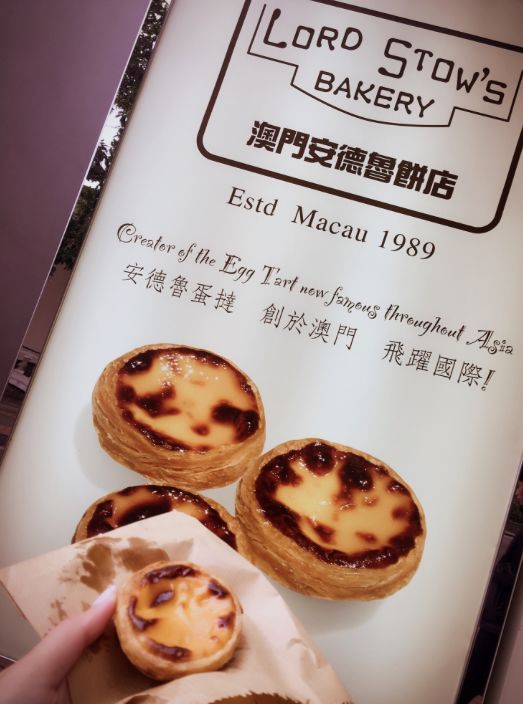 LORD STOW'S
BAKERY
澳門安德魯餅店
Estd Macau 1989
Creator of the Egg Tart now famous throughout Asia
安德魯蛋撻 創於澳門 飛躍國際!